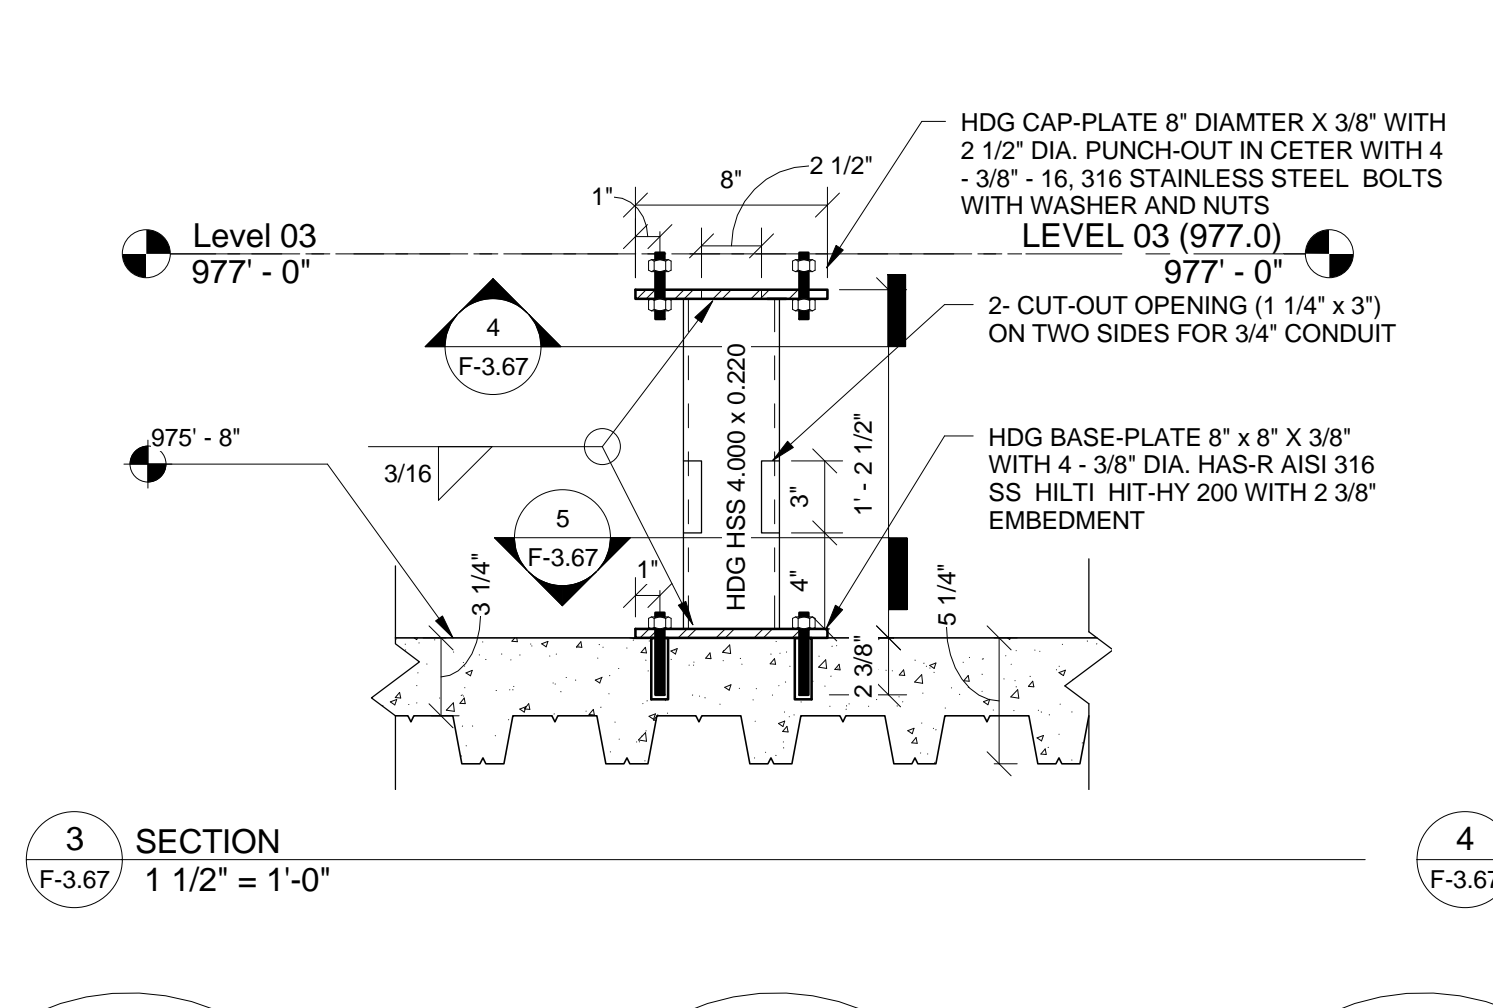 HDG CAP-PLATE 8" DIAMTER X 3/8" WITH
2 1/2" DIA. PUNCH-OUT IN CETER WITH 4
- 3/8" - 16, 316 STAINLESS STEEL BOLTS
WITH WASHER AND NUTS
1"
8"
2 1/2"
Level 03
977' - 0"
LEVEL 03 (977.0)
977' - 0"
2- CUT-OUT OPENING (1 1/4" x 3")
ON TWO SIDES FOR 3/4" CONDUIT
4
F-3.67
HDG HSS 4.000 x 0.220
975' - 8"
3/16
1' - 2 1/2"
3"
4"
HDG BASE-PLATE 8" x 8" X 3/8"
WITH 4 - 3/8" DIA. HAS-R AISI 316
SS HILTI HIT-HY 200 WITH 2 3/8"
EMBEDMENT
5
F-3.67
1"
3 1/4"
5 1/4"
2 3/8"
3
F-3.67
SECTION
1 1/2" = 1'-0"
4
F-3.67